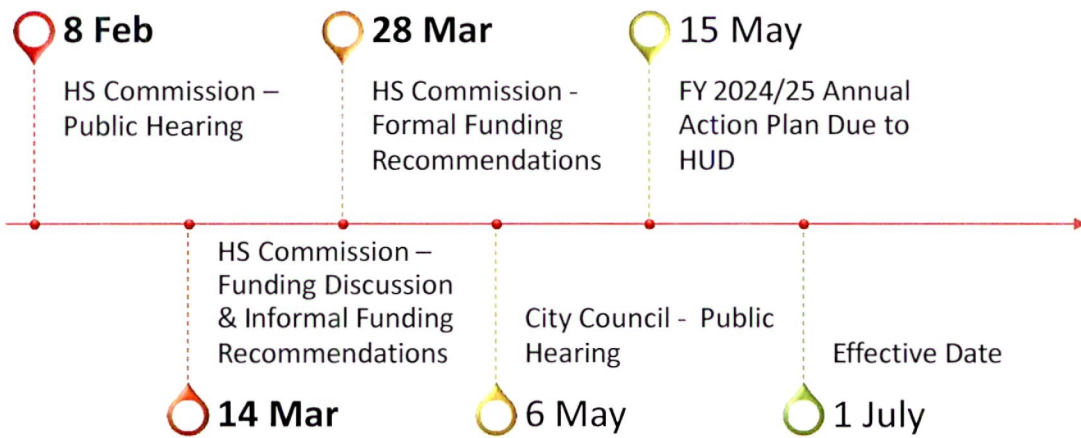 8 Feb
HS Commission –
Public Hearing
28 Mar
HS Commission -
Formal Funding
Recommendations
15 May
FY 2024/25 Annual
Action Plan Due to
HUD
HS Commission –
Funding Discussion
& Informal Funding
Recommendations
14 Mar
City Council - Public
Hearing
6 May
Effective Date
1 July